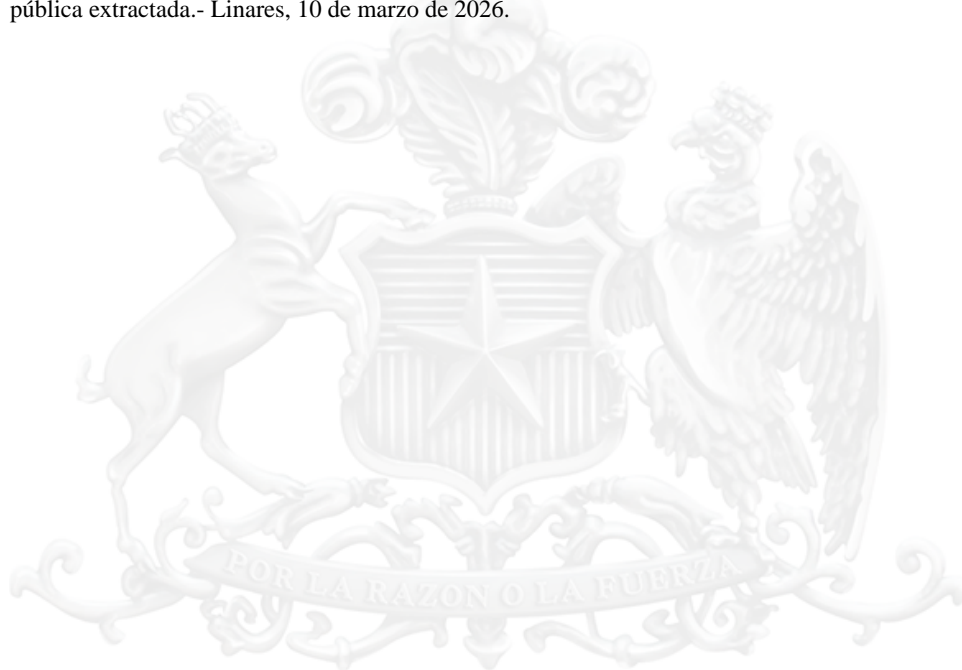 pública extractada.- Linares, 10 de marzo de 2026.
POR LA RAZON O LA FUERZA